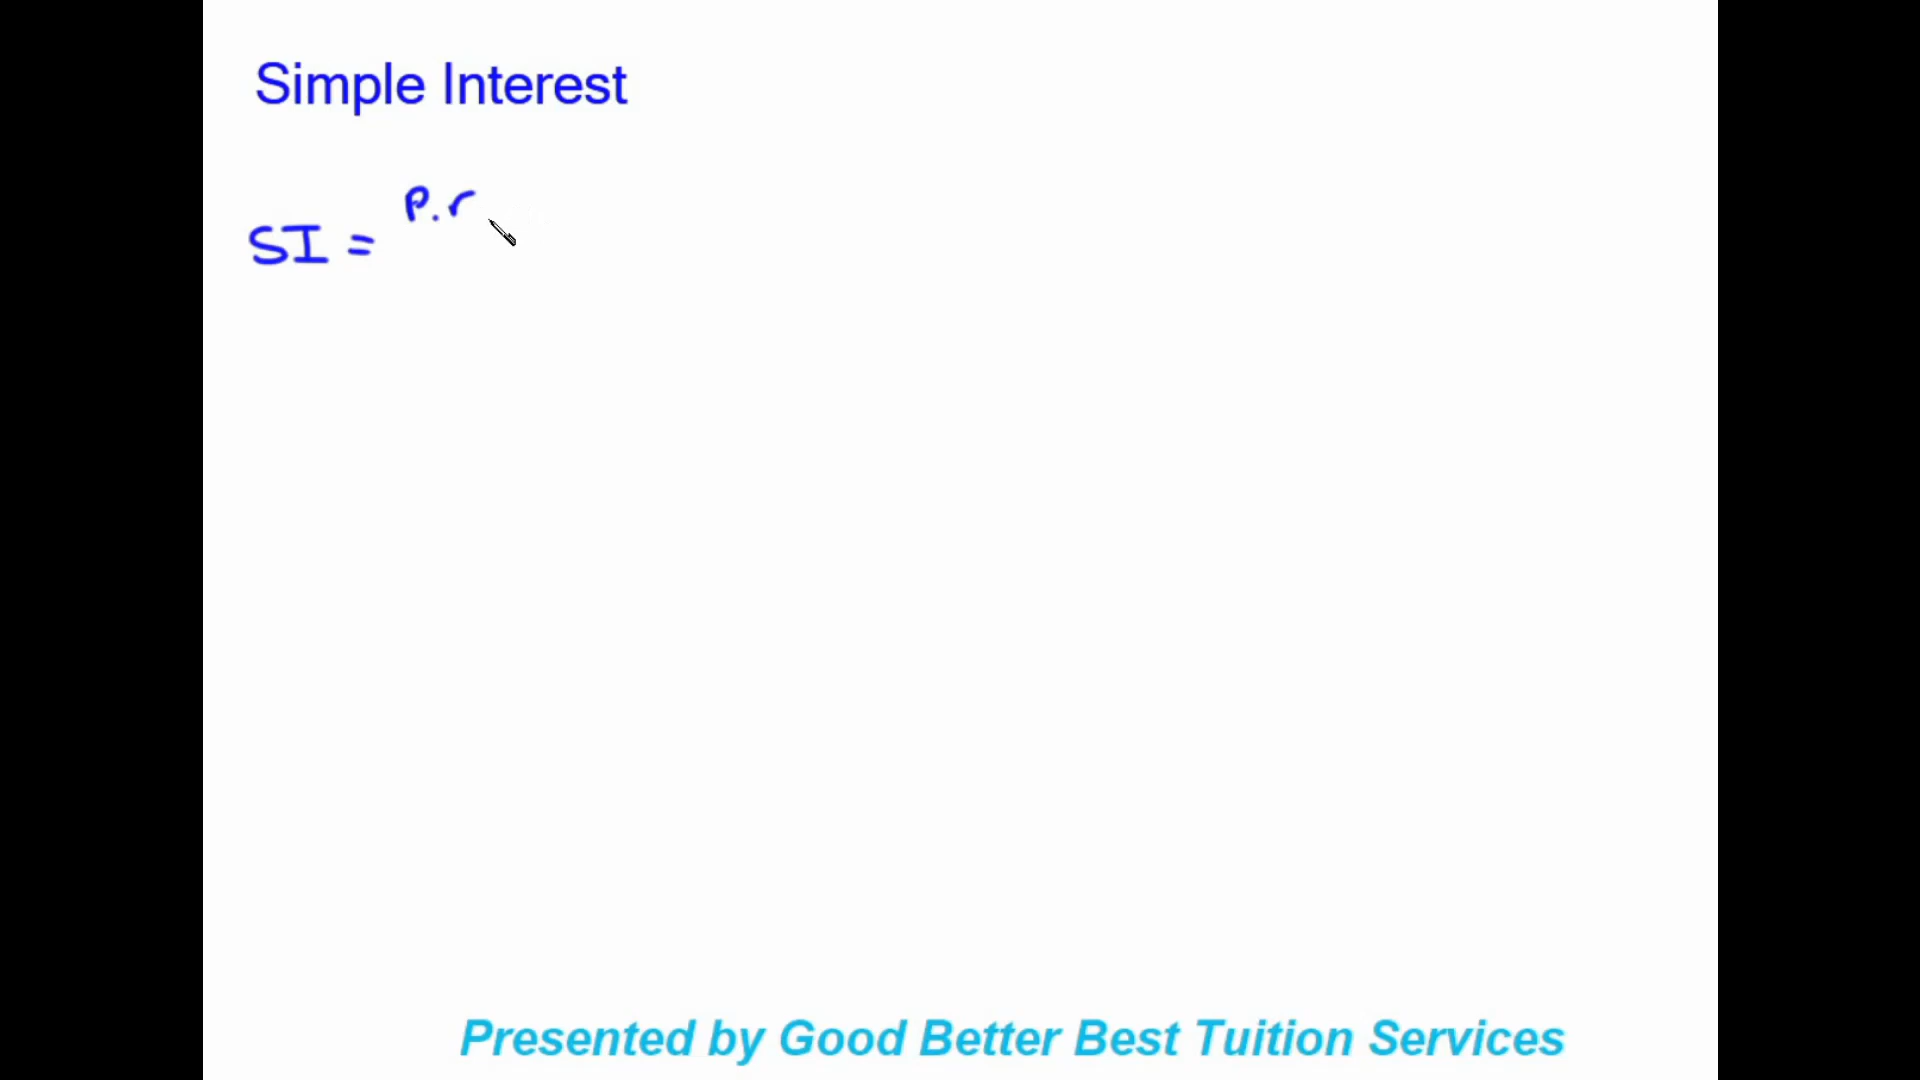 Simple Interest
SI = P.r
Presented by Good Better Best Tuition Services